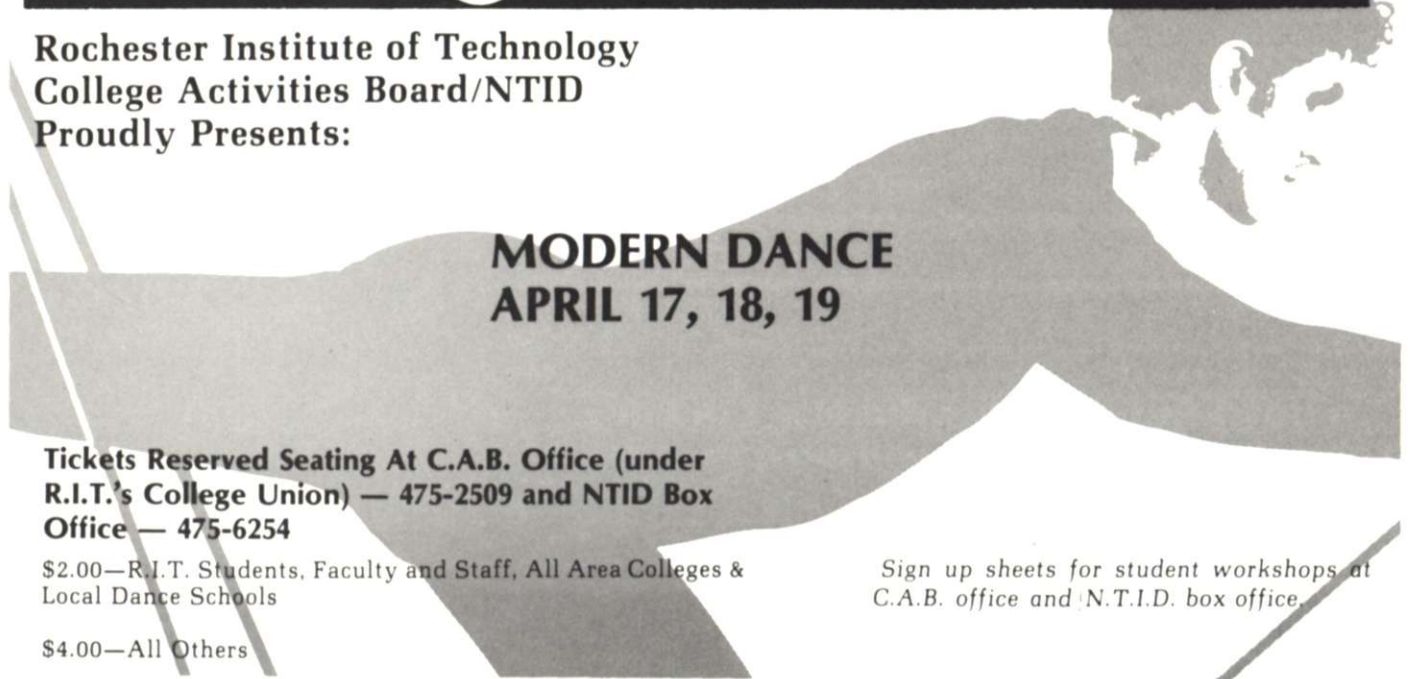 Rochester Institute of Technology
College Activities Board/NTID
Proudly Presents:
MODERN DANCE
APRIL 17, 18, 19
Tickets Reserved Seating At C.A.B. Office (under
R.I.T.'s College Union) — 475-2509 and NTID Box
Office — 475-6254
$2.00—R.I.T. Students, Faculty and Staff, All Area Colleges &
Local Dance Schools
$4.00—All Others
Sign up sheets for student workshops at
C.A.B. office and N.T.I.D. box office.